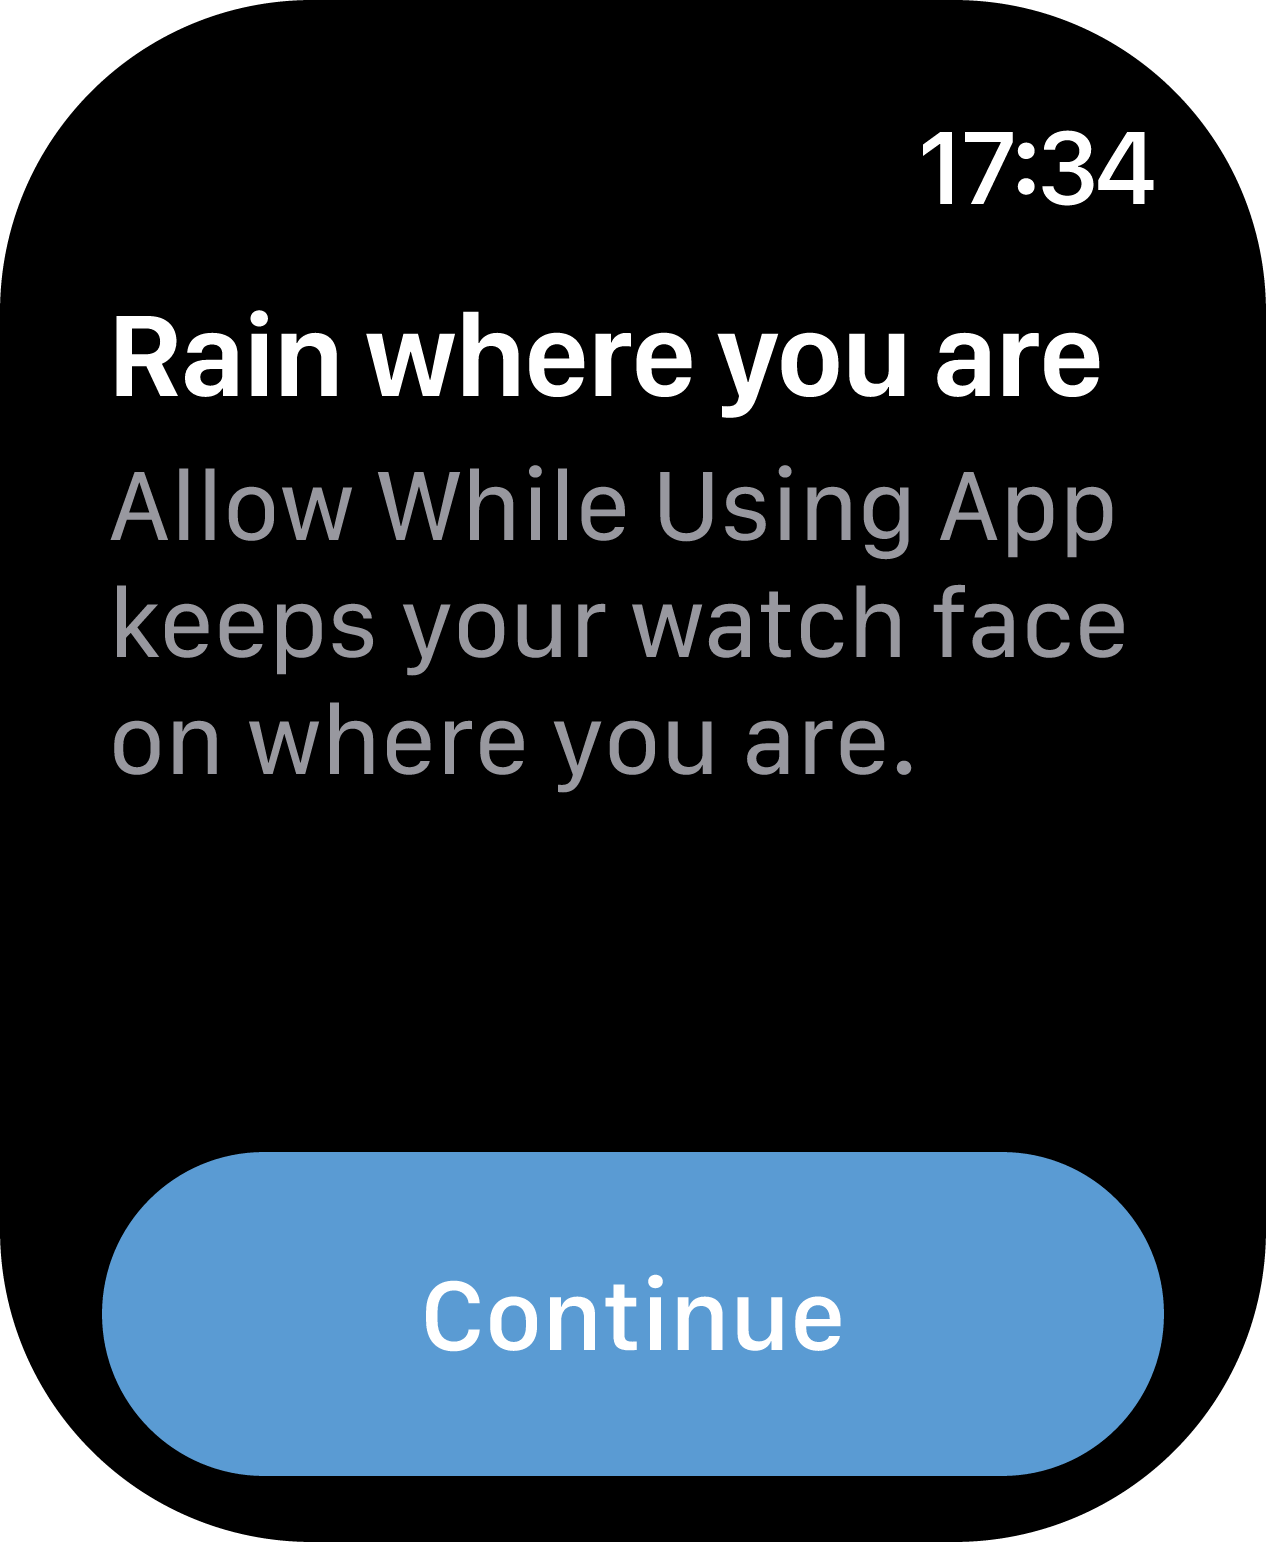 17:34
Rain where you are
Allow While Using App
keeps your watch face
on where you are.
Continue